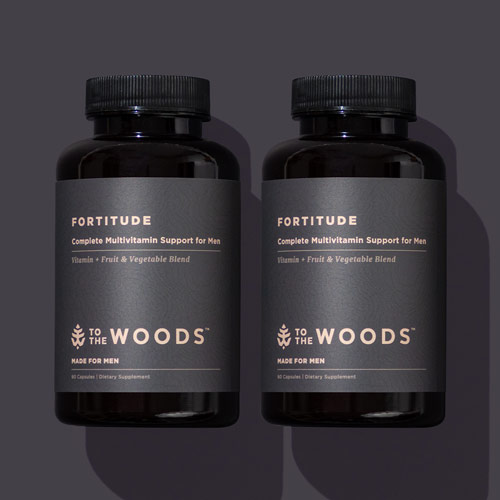 FORTITUDE
Complete Multivitamin Support for Men
Vitamin + Fruit & Vegetable Blend
TO THE WOODS™
MADE FOR MEN
60 Capsules | Dietary Supplement
FORTITUDE
Complete Multivitamin Support for Men
Vitamin + Fruit & Vegetable Blend
TO THE WOODS™
MADE FOR MEN
60 Capsules | Dietary Supplement